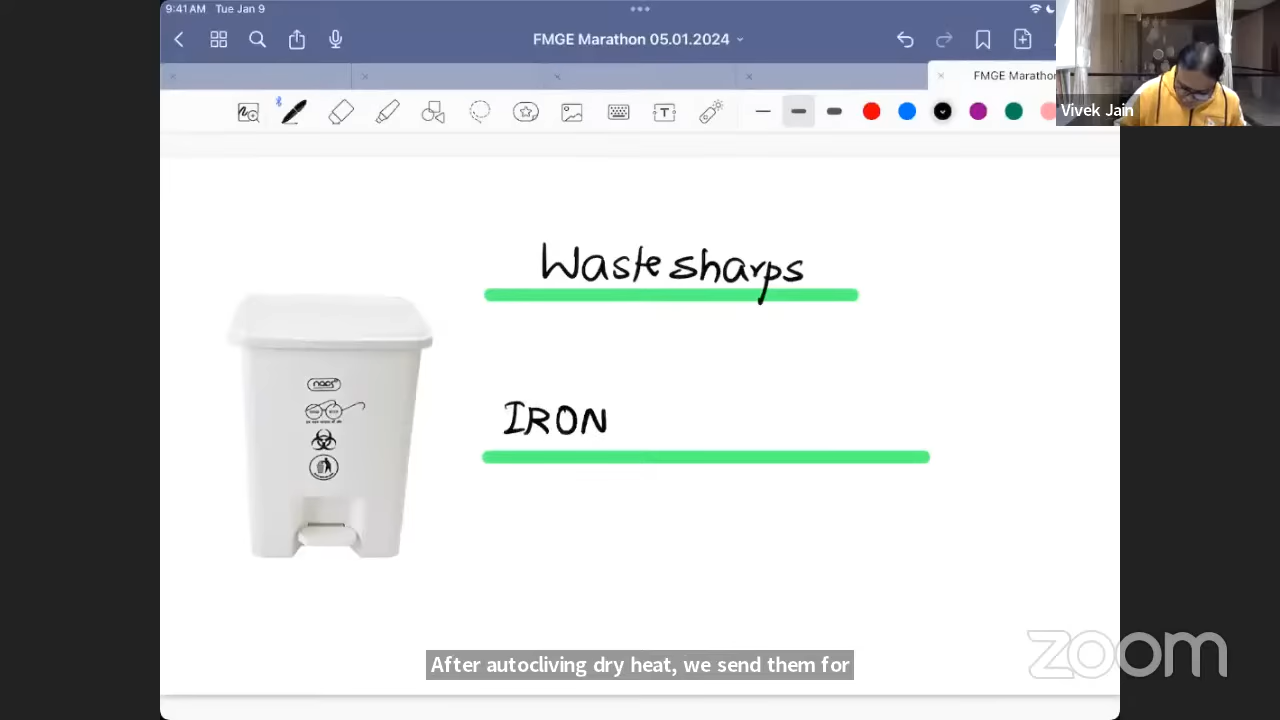 9:41 AM Tue Jan 9
FMGE Marathon 05.01.2024
FMGE Marathon
Vivek Jain
Waste sharps
nacs
IRON
After autocliving dry heat, we send them for
zoom